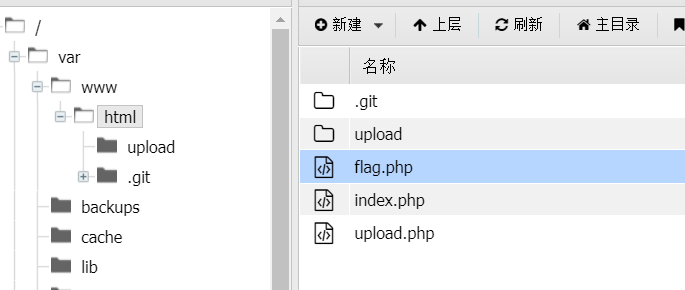 /
var
www
html
upload
.git
backups
cache
lib
新建 上层 刷新 主目录
名称
.git
upload
flag.php
index.php
upload.php